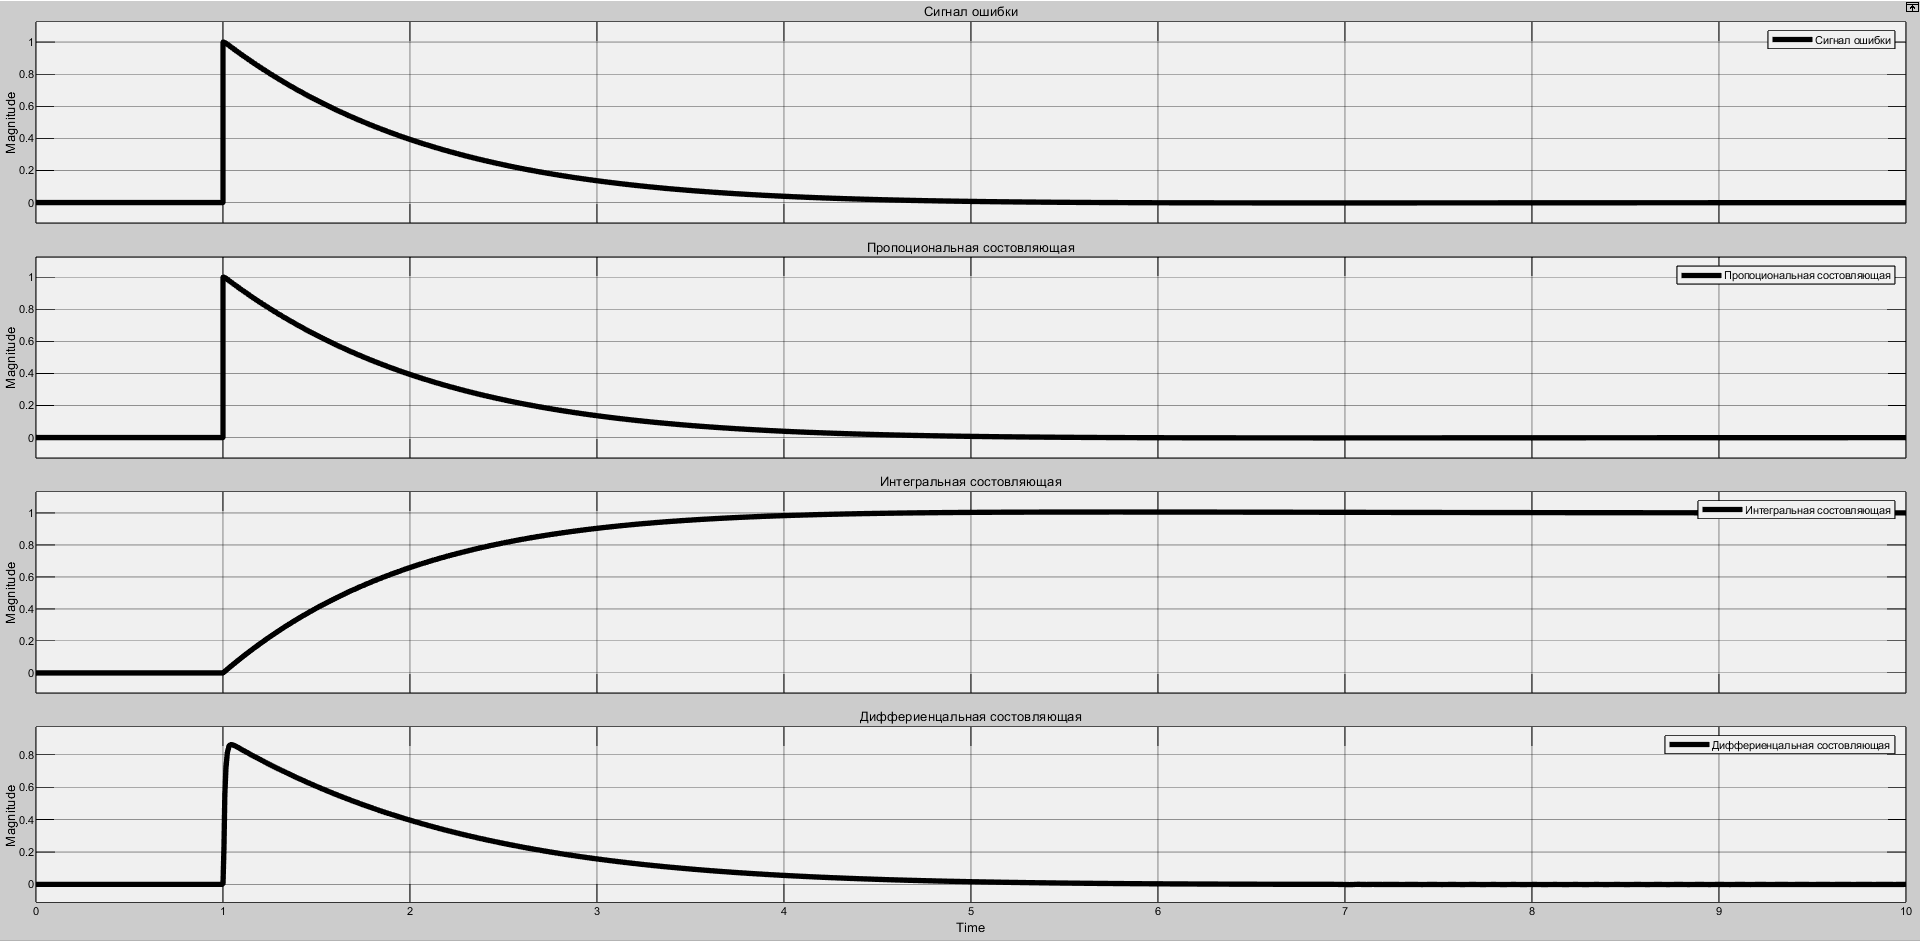 Сигнал ошибки
Сигнал ошибки
Magnitude
1
0.8
0.6
0.4
0.2
0
Пропоциональная состовляющая
Пропоциональная состовляющая
Magnitude
1
0.8
0.6
0.4
0.2
0
Интегральная состовляющая
Интегральная состовляющая
Magnitude
1
0.8
0.6
0.4
0.2
0
Диффериенцальная состовляющая
Диффериенцальная состовляющая
Magnitude
0.8
0.6
0.4
0.2
0
0 1 2 3 4 5 6 7 8 9 10
Time